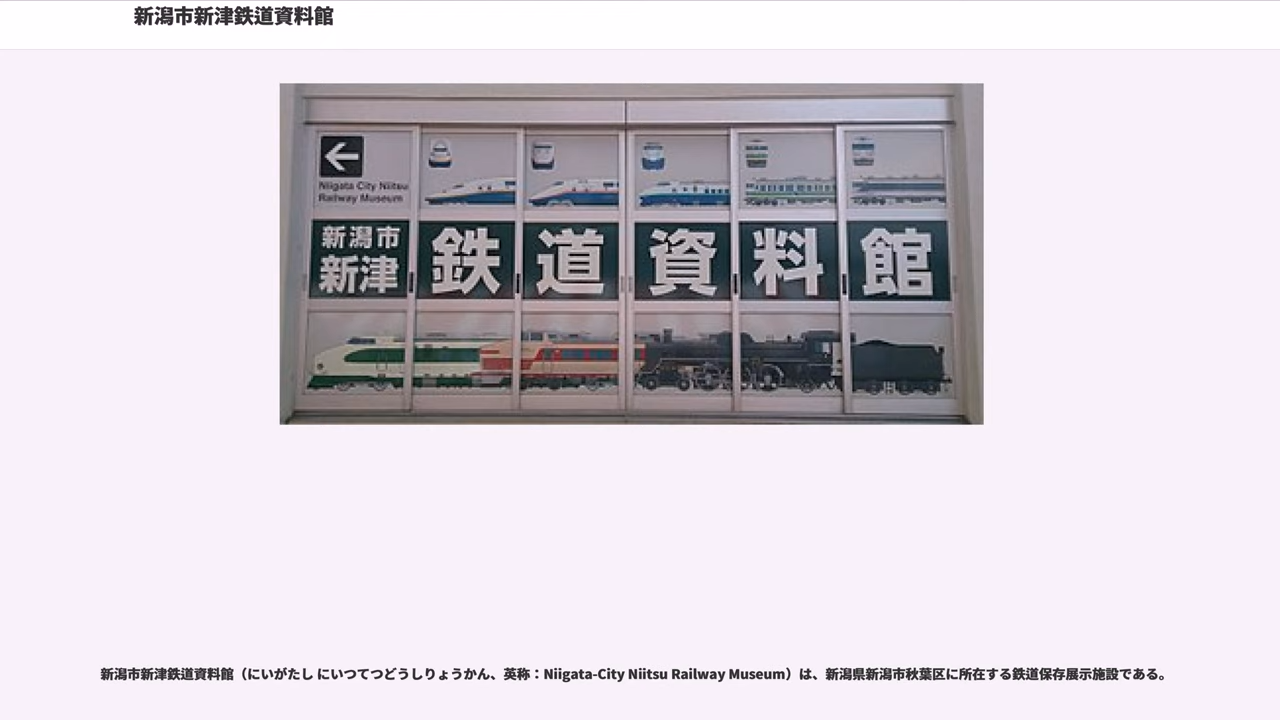 新潟市新津鉄道資料館
Niigata City Niitsu
Railway Museum
新潟市
新津
鉄道資料館
新潟市新津鉄道資料館（にいがたし にいつてつどうしりょうかん、英称：Niigata-City Niitsu Railway Museum）は、新潟県新潟市秋葉区に所在する鉄道保存展示施設である。